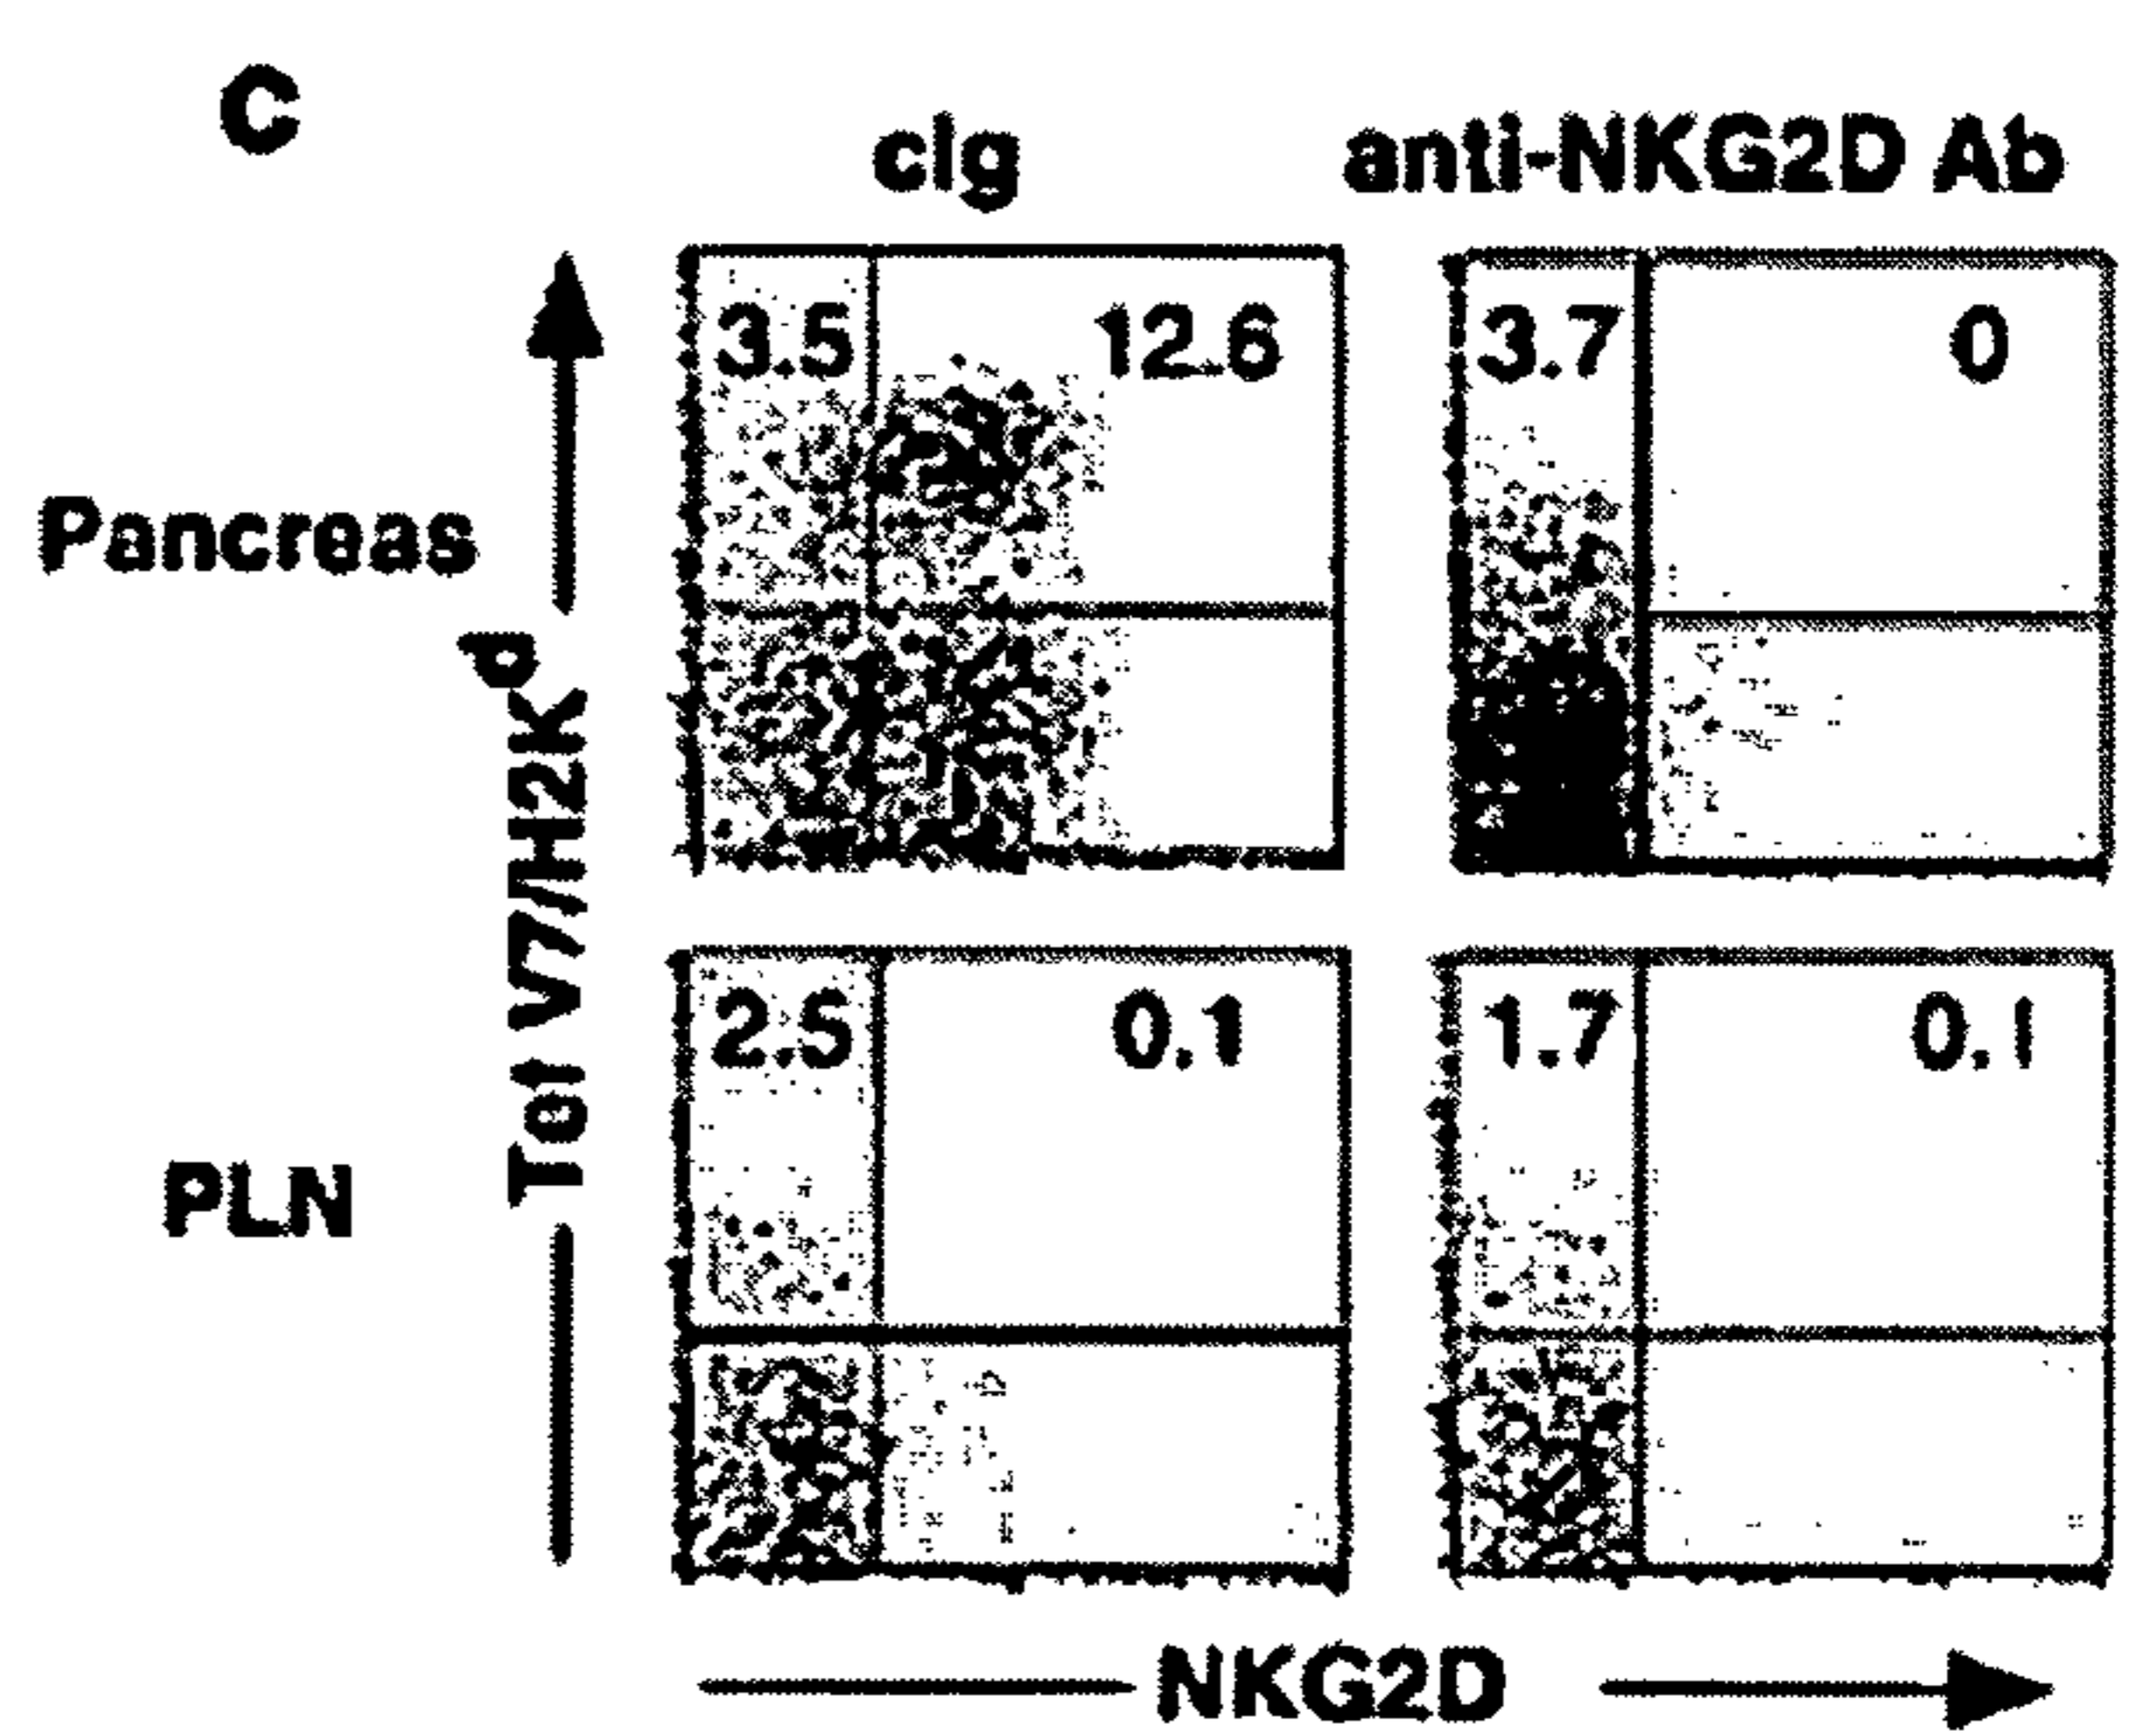 C
cIg anti-NKG2D Ab
3.5 12.6 3.7 0
Pancreas
Tet V7/H2Kd
2.5 0.1 1.7 0.1
PLN
NKG2D